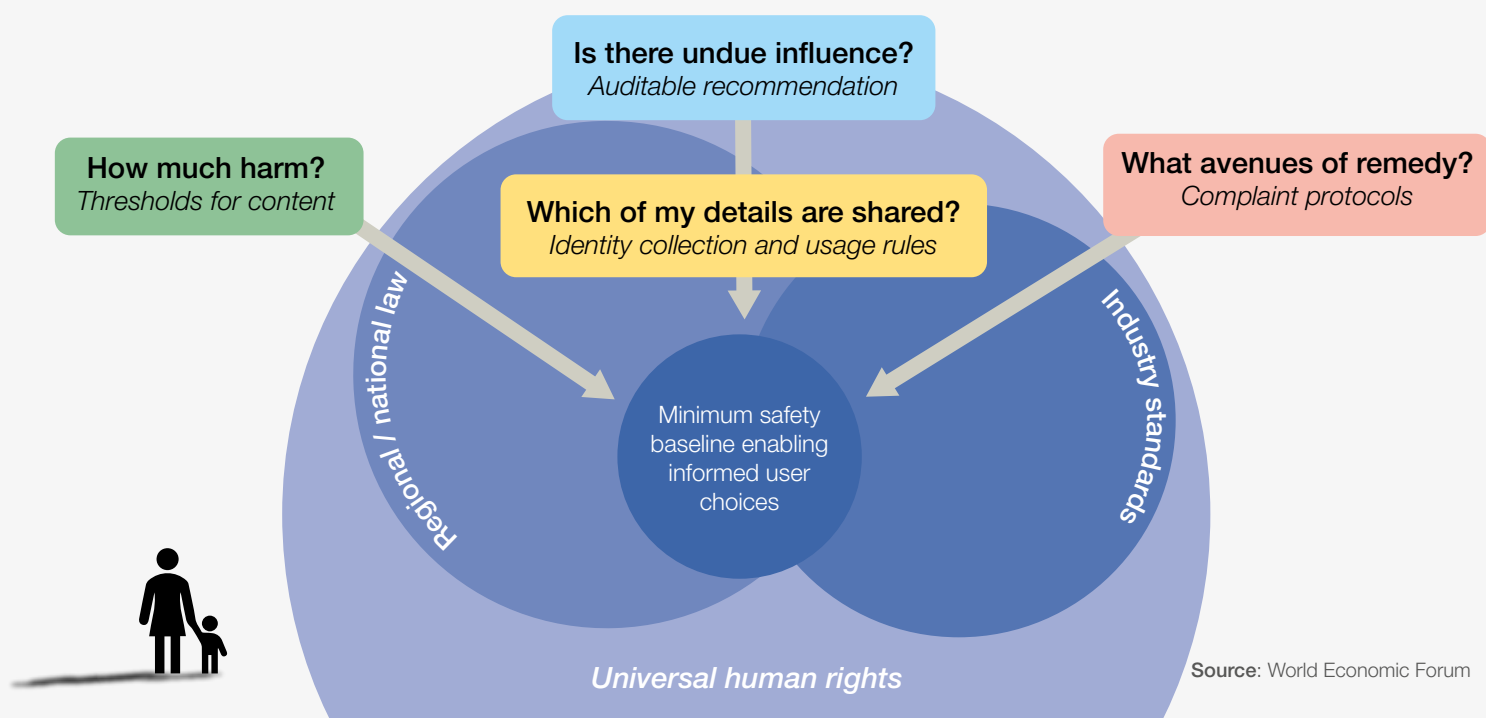 Is there undue influence?
Auditable recommendation
How much harm?
Thresholds for content
What avenues of remedy?
Complaint protocols
Which of my details are shared?
Identity collection and usage rules
Regional / national law
Industry standards
Minimum safety
baseline enabling
informed user
choices
Universal human rights
Source: World Economic Forum